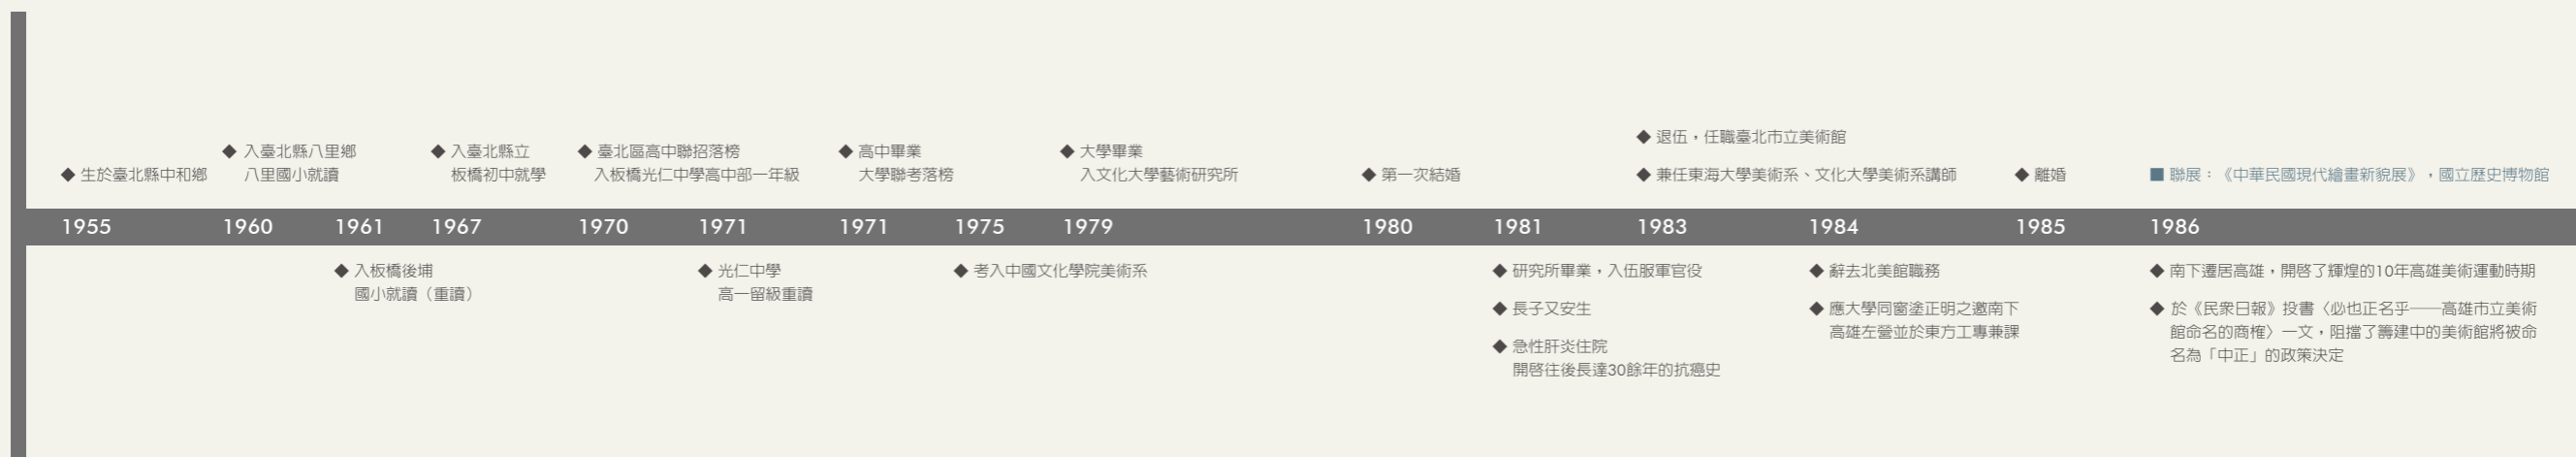 1955
◆ 生於臺北縣中和鄉
1960
◆ 入臺北縣八里鄉
八里國小就讀
1961
◆ 入板橋後埔
國小就讀（重讀）
1967
◆ 入臺北縣立
板橋初中就學
1970
◆ 臺北區高中聯招落榜
入板橋光仁中學高中部一年級
1971
◆ 光仁中學
高一留級重讀
1971
◆ 高中畢業
大學聯考落榜
1975
◆ 考入中國文化學院美術系
1979
◆ 大學畢業
入文化大學藝術研究所
1980
◆ 第一次結婚
1981
◆ 研究所畢業，入伍服軍官役
◆ 長子又安生
◆ 急性肝炎住院
開啓往後長達30餘年的抗癌史
1983
◆ 退伍，任職臺北市立美術館
◆ 兼任東海大學美術系、文化大學美術系講師
1984
◆ 辭去北美館職務
◆ 應大學同窗塗正明之邀南下
高雄左營並於東方工專兼課
1985
◆ 離婚
1986
■ 聯展：《中華民國現代繪畫新貌展》，國立歷史博物館
◆ 南下遷居高雄，開啓了輝煌的10年高雄美術運動時期
◆ 於《民衆日報》投書〈必也正名乎──高雄市立美術
館命名的商榷〉一文，阻擋了籌建中的美術館將被命
名為「中正」的政策決定